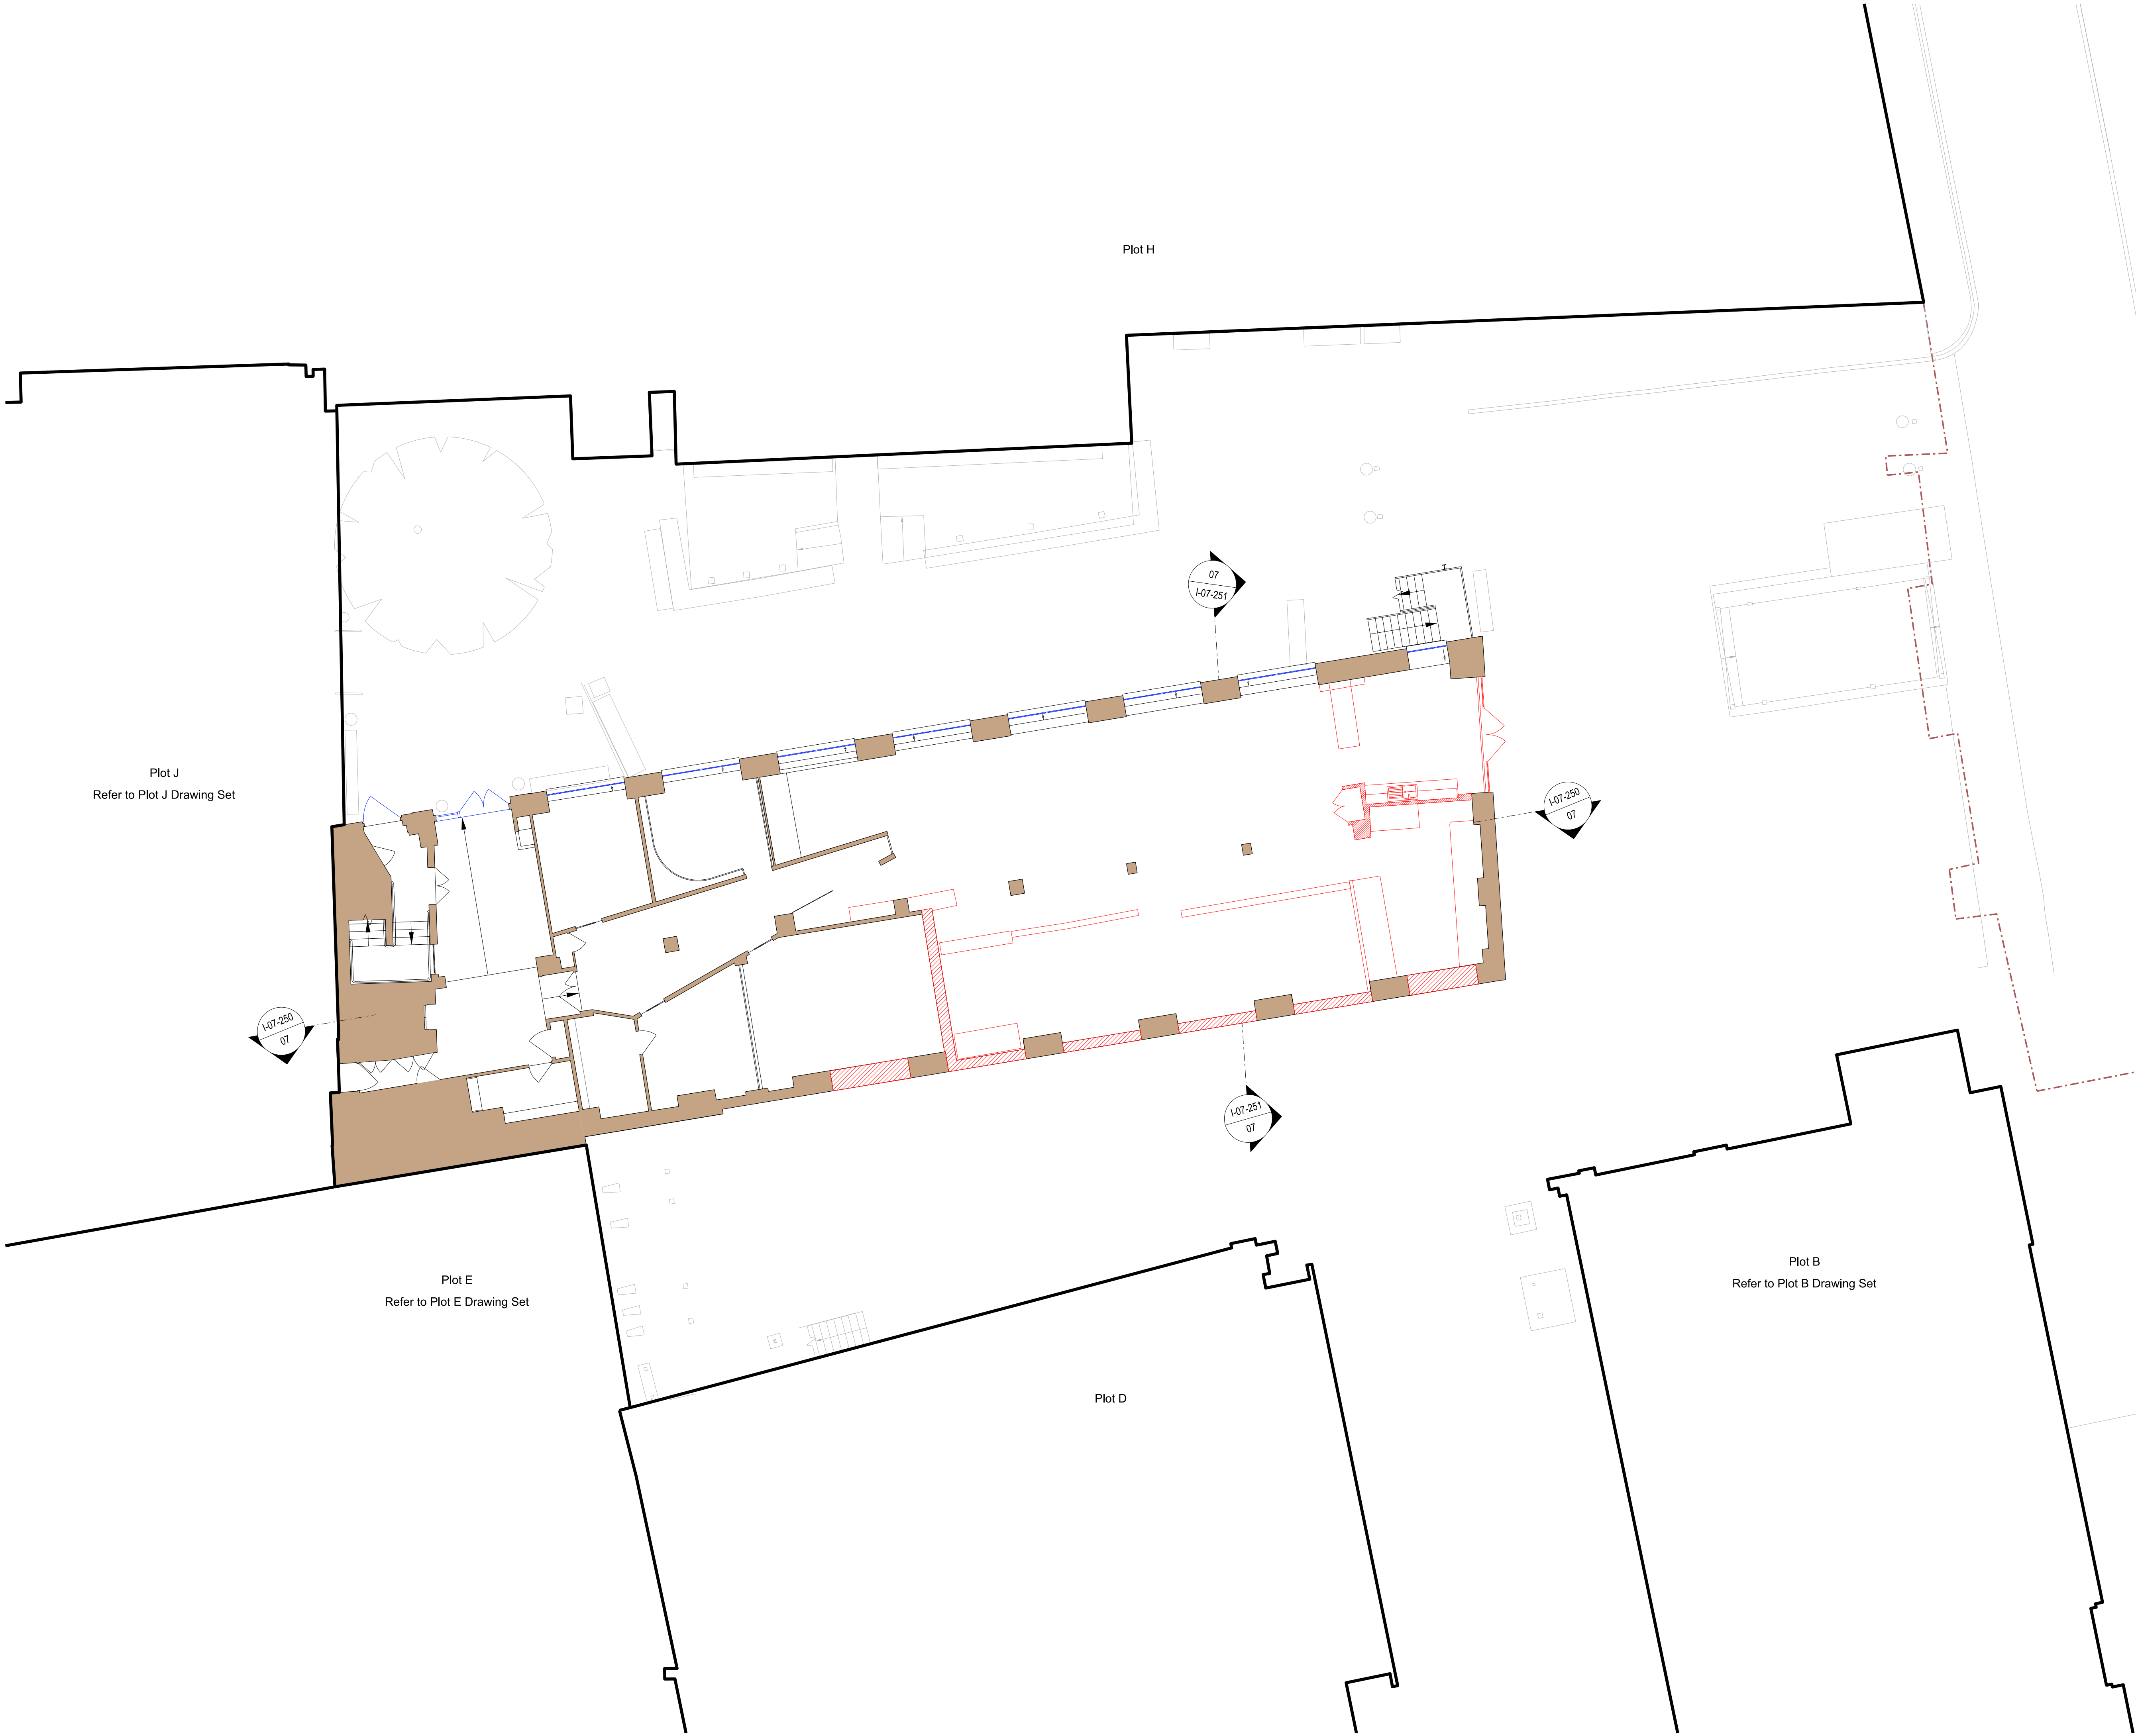 Plot H
07
I-07-251
Plot J
Refer to Plot J Drawing Set
I-07-250
07
I-07-250
07
I-07-251
07
Plot E
Refer to Plot E Drawing Set
Plot B
Refer to Plot B Drawing Set
Plot D